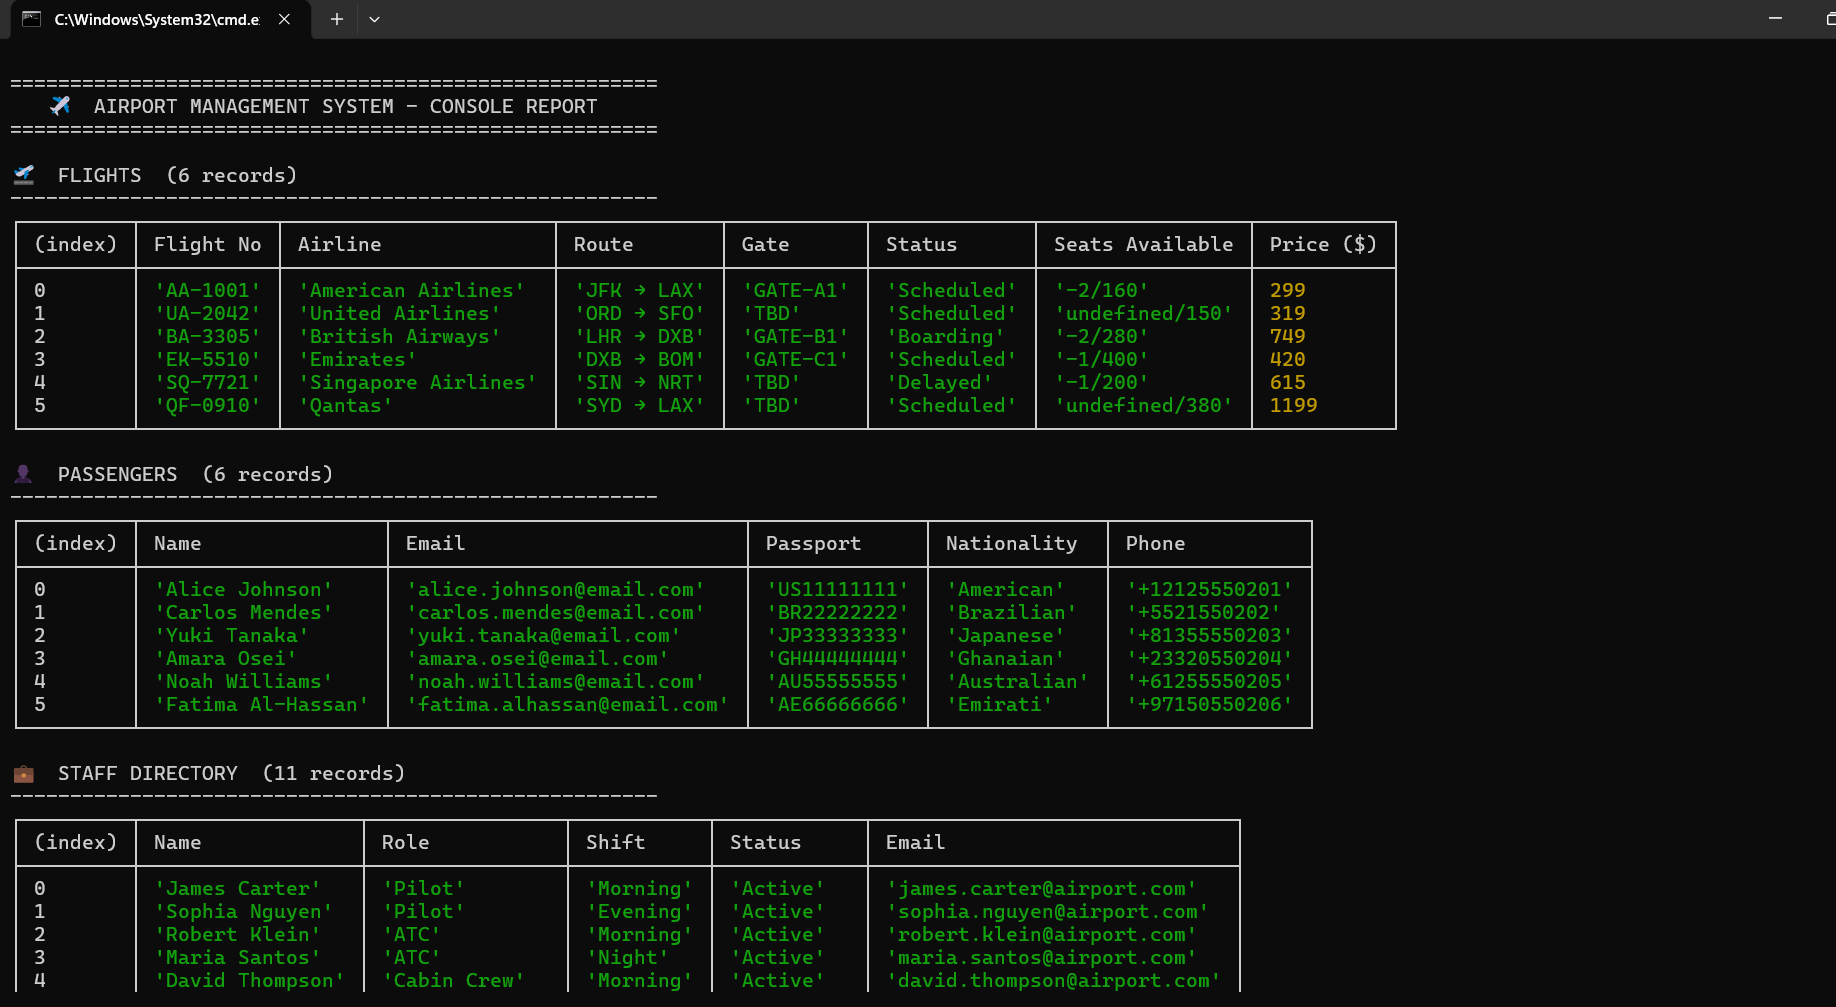 C:\Windows\System32\cmd.e
======================================================
AIRPORT MANAGEMENT SYSTEM - CONSOLE REPORT
======================================================
FLIGHTS (6 records)
------------------------------------------------------
(index) Flight No Airline Route Gate Status Seats Available Price ($)
0 'AA-1001' 'American Airlines' 'JFK → LAX' 'GATE-A1' 'Scheduled' '-2/160' 299
1 'UA-2042' 'United Airlines' 'ORD → SFO' 'TBD' 'Scheduled' 'undefined/150' 319
2 'BA-3305' 'British Airways' 'LHR → DXB' 'GATE-B1' 'Boarding' '-2/280' 749
3 'EK-5510' 'Emirates' 'DXB → BOM' 'GATE-C1' 'Scheduled' '-1/400' 420
4 'SQ-7721' 'Singapore Airlines' 'SIN → NRT' 'TBD' 'Delayed' '-1/200' 615
5 'QF-0910' 'Qantas' 'SYD → LAX' 'TBD' 'Scheduled' 'undefined/380' 1199
PASSENGERS (6 records)
------------------------------------------------------
(index) Name Email Passport Nationality Phone
0 'Alice Johnson' 'alice.johnson@email.com' 'US11111111' 'American' '+12125550201'
1 'Carlos Mendes' 'carlos.mendes@email.com' 'BR22222222' 'Brazilian' '+5521550202'
2 'Yuki Tanaka' 'yuki.tanaka@email.com' 'JP33333333' 'Japanese' '+81355550203'
3 'Amara Osei' 'amara.osei@email.com' 'GH44444444' 'Ghanaian' '+23320550204'
4 'Noah Williams' 'noah.williams@email.com' 'AU55555555' 'Australian' '+61255550205'
5 'Fatima Al-Hassan' 'fatima.alhassan@email.com' 'AE66666666' 'Emirati' '+97150550206'
STAFF DIRECTORY (11 records)
------------------------------------------------------
(index) Name Role Shift Status Email
0 'James Carter' 'Pilot' 'Morning' 'Active' 'james.carter@airport.com'
1 'Sophia Nguyen' 'Pilot' 'Evening' 'Active' 'sophia.nguyen@airport.com'
2 'Robert Klein' 'ATC' 'Morning' 'Active' 'robert.klein@airport.com'
3 'Maria Santos' 'ATC' 'Night' 'Active' 'maria.santos@airport.com'
4 'David Thompson' 'Cabin Crew' 'Morning' 'Active' 'david.thompson@airport.com'